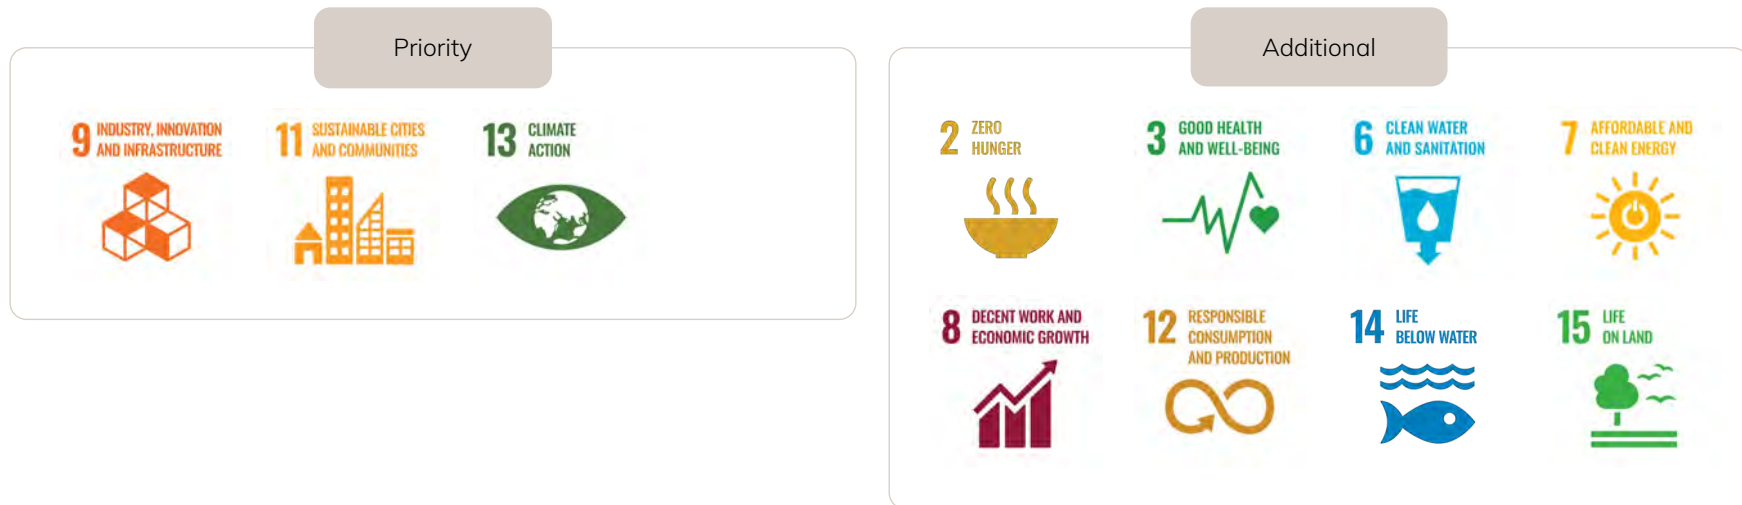 Priority
9 INDUSTRY, INNOVATION
AND INFRASTRUCTURE
11 SUSTAINABLE CITIES
AND COMMUNITIES
13 CLIMATE
ACTION
Additional
2 ZERO
HUNGER
3 GOOD HEALTH
AND WELL-BEING
6 CLEAN WATER
AND SANITATION
7 AFFORDABLE AND
CLEAN ENERGY
8 DECENT WORK AND
ECONOMIC GROWTH
12 RESPONSIBLE
CONSUMPTION
AND PRODUCTION
14 LIFE
BELOW WATER
15 LIFE
ON LAND